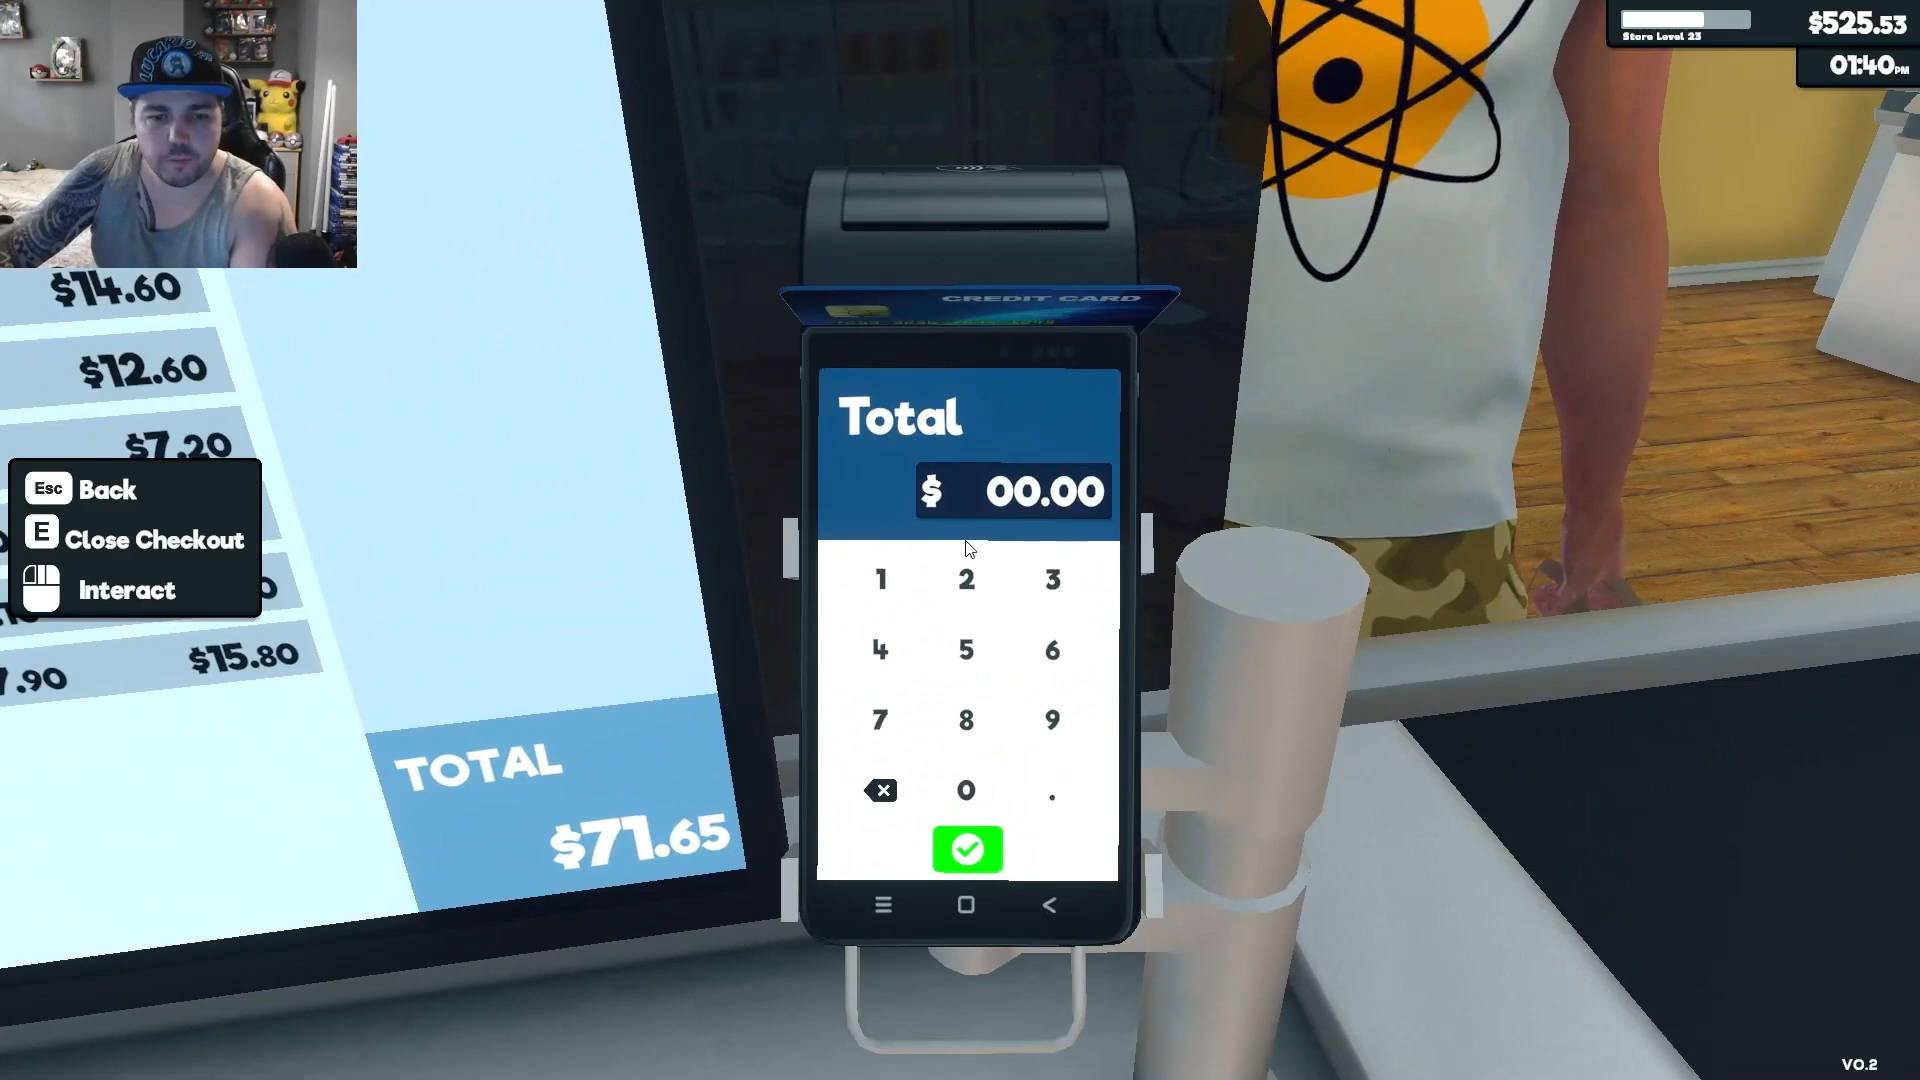 LUCARIO
Store Level 23
$525.53
01:40PM
$14.60
$12.60
$7.20
Esc Back
E Close Checkout
Interact
7.90 $15.80
TOTAL
$71.65
CREDIT CARD
Total
$ 00.00
1 2 3
4 5 6
7 8 9
0 .
V0.2